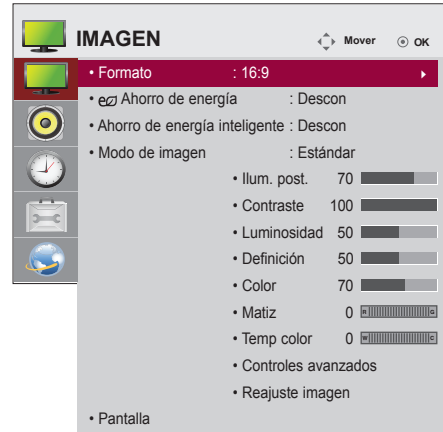 IMAGEN
Mover OK
• Formato : 16:9
• Ahorro de energía : Descon
• Ahorro de energía inteligente : Descon
• Modo de imagen : Estándar
• Ilum. post. 70
• Contraste 100
• Luminosidad 50
• Definición 50
• Color 70
• Matiz 0 R G
• Temp color 0 W C
• Controles avanzados
• Reajuste imagen
• Pantalla